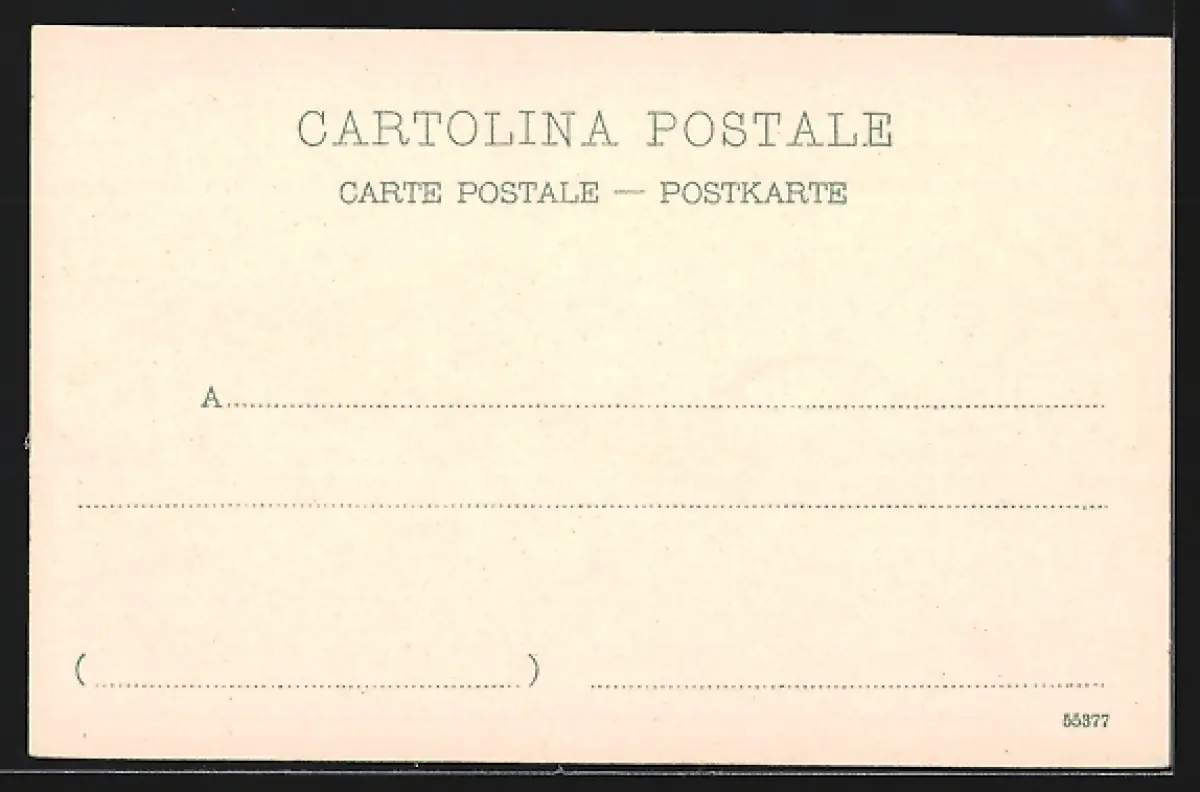 CARTOLINA POSTALE
CARTE POSTALE — POSTKARTE
A
( )
55377